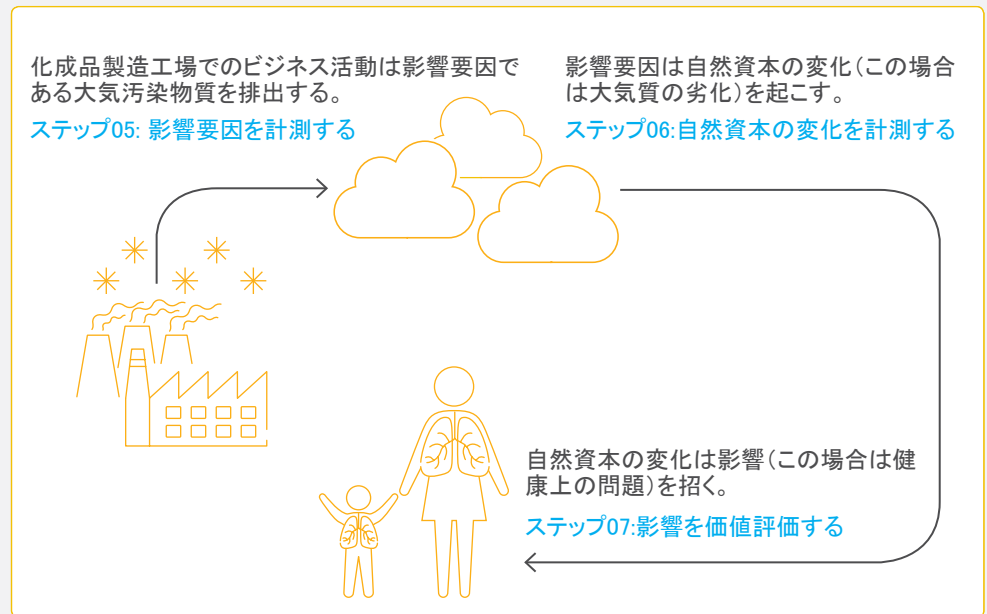 化成品製造工場でのビジネス活動は影響要因で
ある大気汚染物質を排出する。
ステップ05: 影響要因を計測する
影響要因は自然資本の変化（この場合
は大気質の劣化）を起こす。
ステップ06:自然資本の変化を計測する
自然資本の変化は影響（この場合は健
康上の問題）を招く。
ステップ07:影響を価値評価する